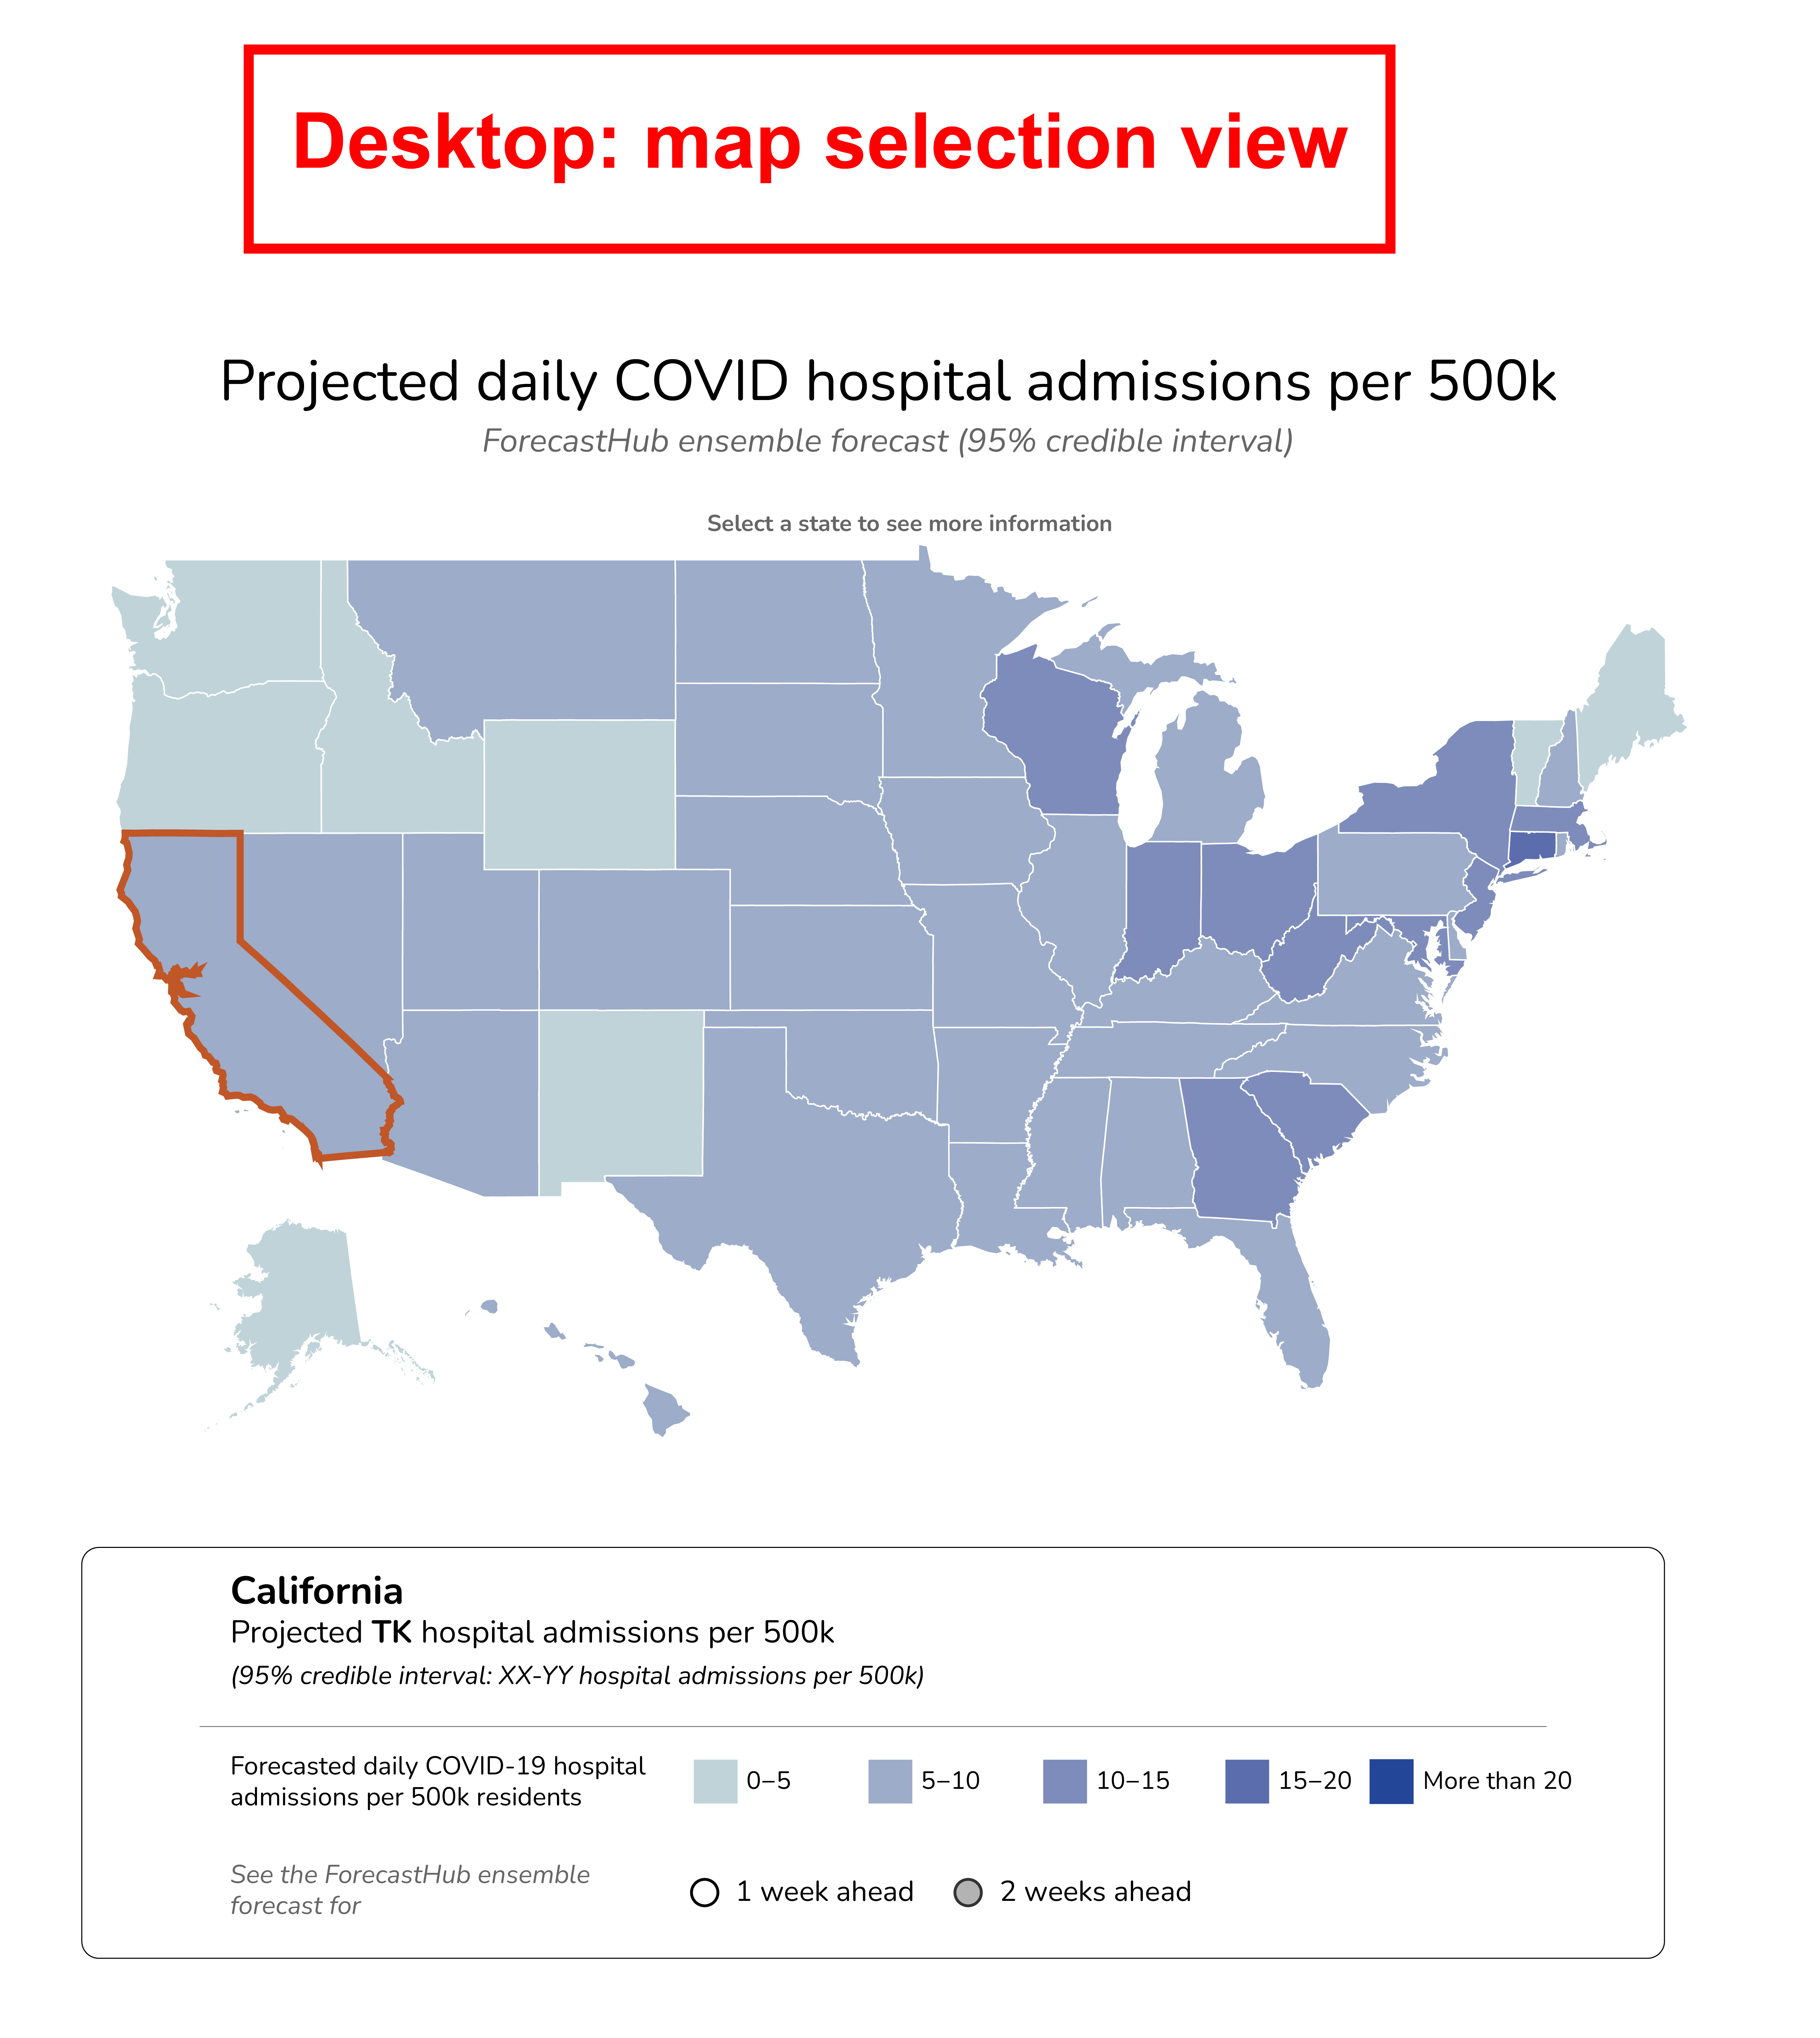 Desktop: map selection view
Projected daily COVID hospital admissions per 500k
ForecastHub ensemble forecast (95% credible interval)
Select a state to see more information
California
Projected TK hospital admissions per 500k
(95% credible interval: XX-YY hospital admissions per 500k)
Forecasted daily COVID-19 hospital
admissions per 500k residents
0–5
5–10
10–15
15–20
More than 20
See the ForecastHub ensemble
forecast for
1 week ahead
2 weeks ahead